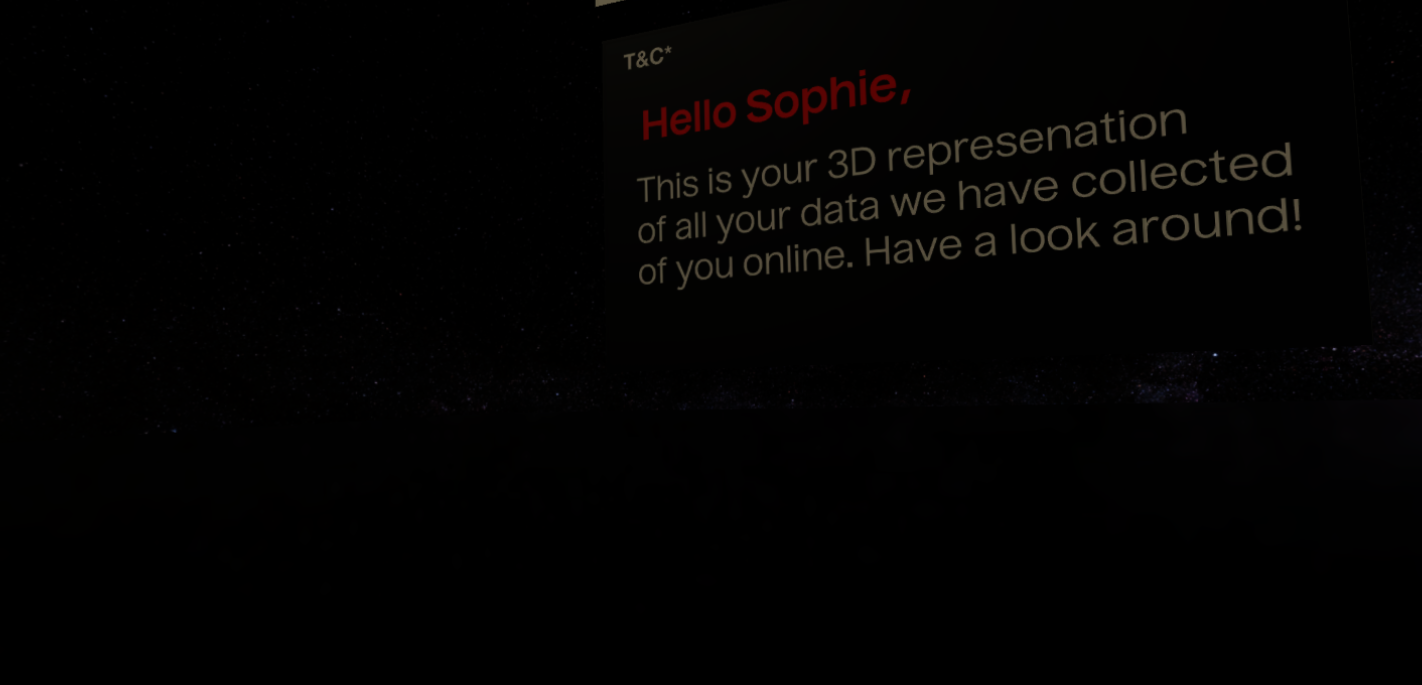 T&C*
Hello Sophie,
This is your 3D represenation
of all your data we have collected
of you online. Have a look around!